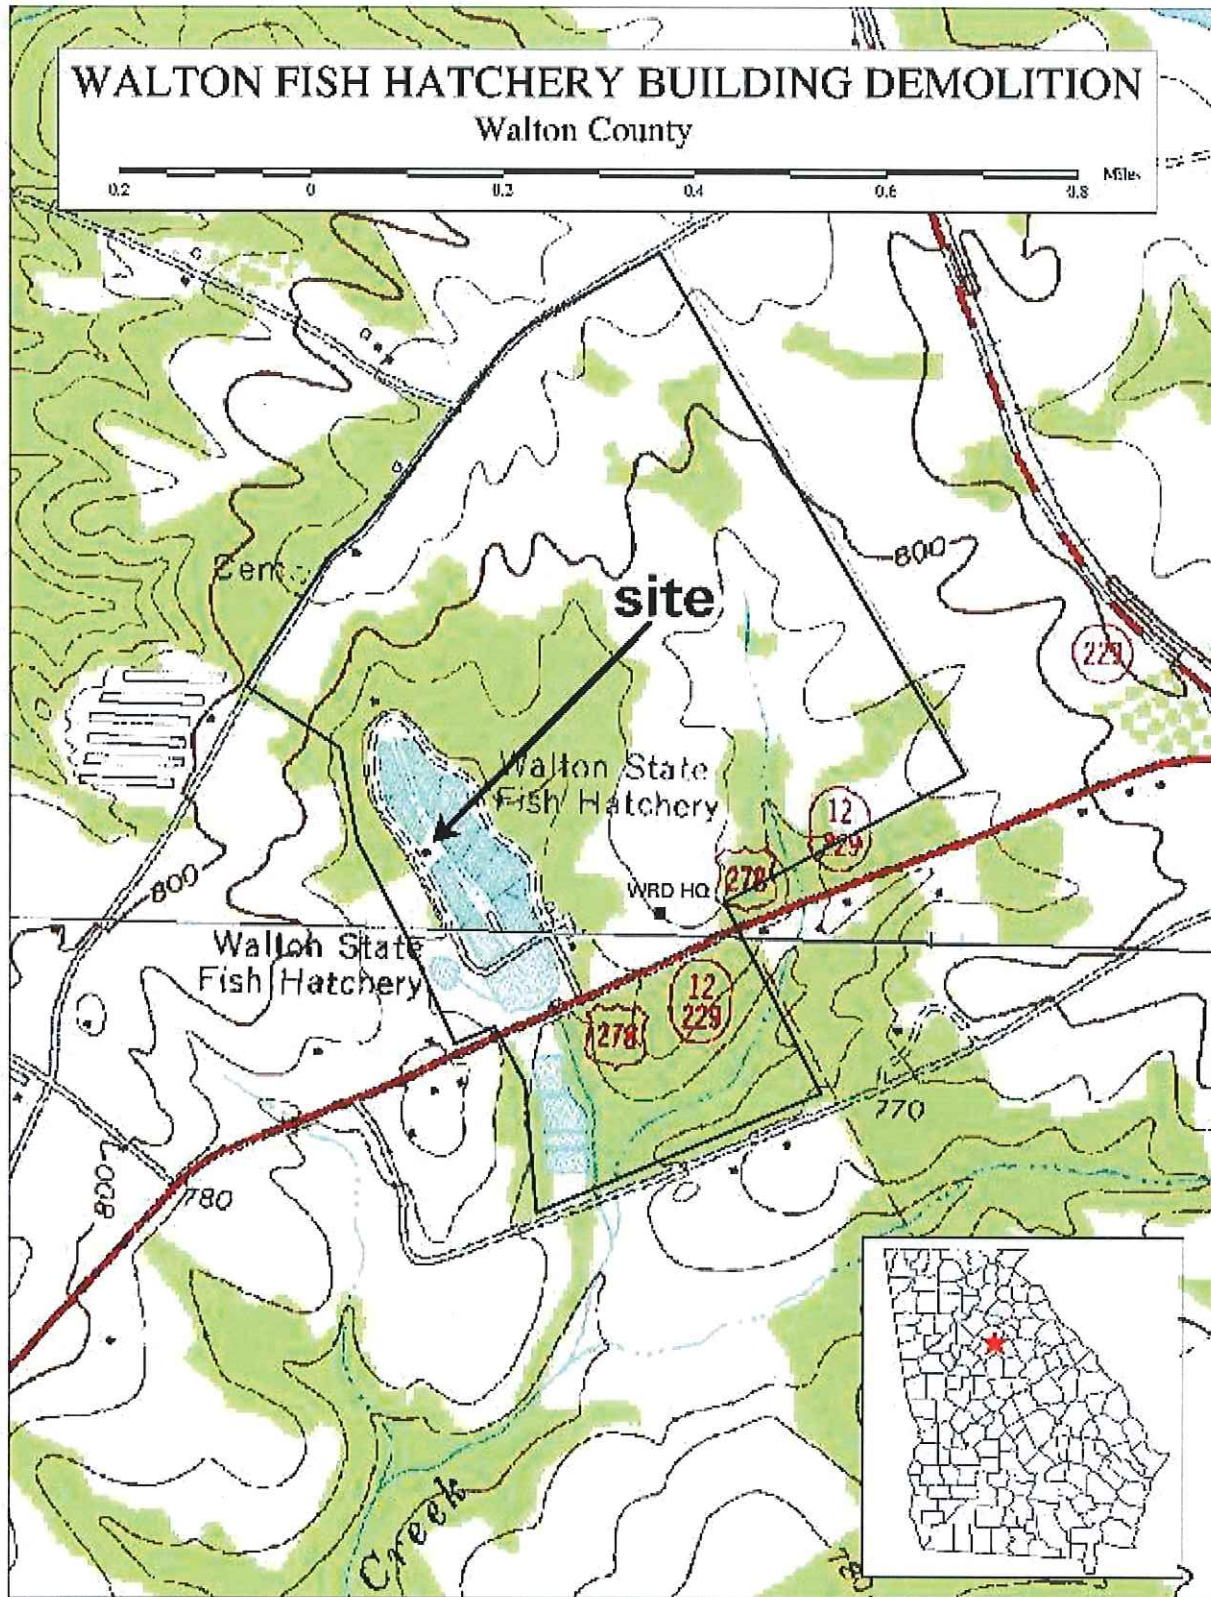 WALTON FISH HATCHERY BUILDING DEMOLITION
Walton County
0.2 0 0.2 0.4 0.6 0.8 Miles
Cem
800
site
229
Walton State
Fish Hatchery
12
229
278
WRD HQ
800
Walton State
Fish Hatchery
12
229
278
770
800
780
Creek